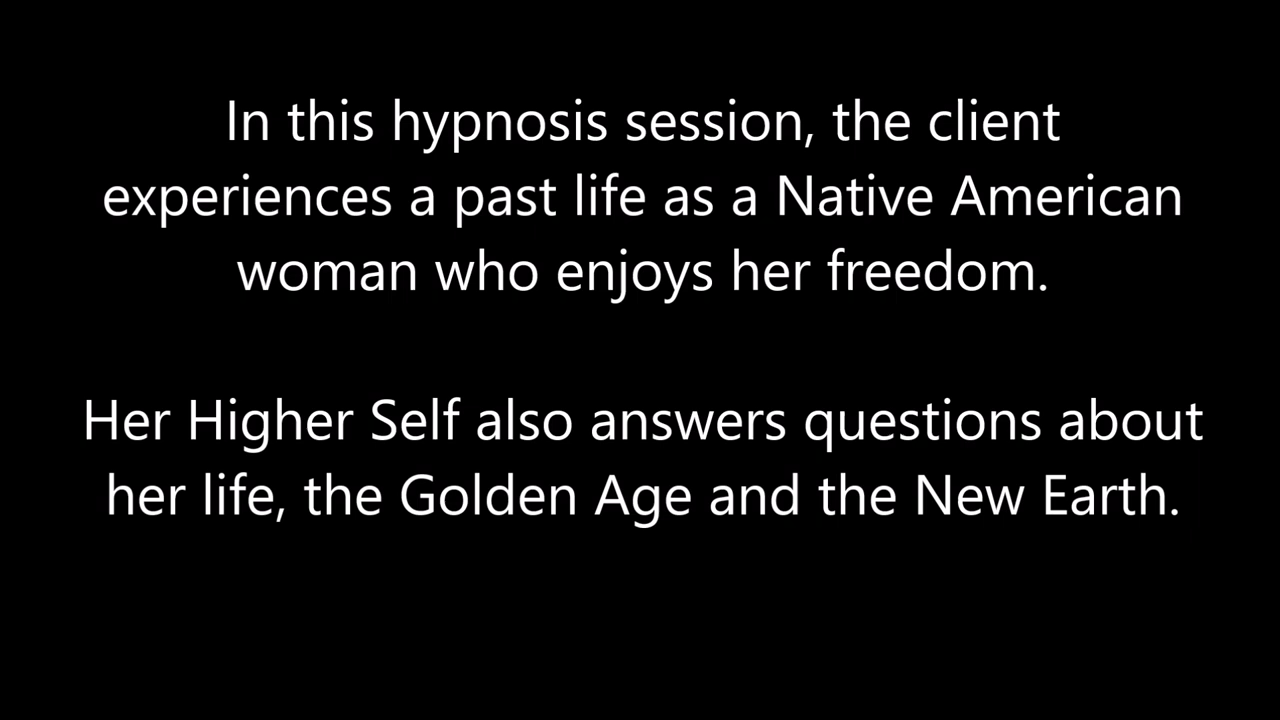 In this hypnosis session, the client
experiences a past life as a Native American
woman who enjoys her freedom.
Her Higher Self also answers questions about
her life, the Golden Age and the New Earth.